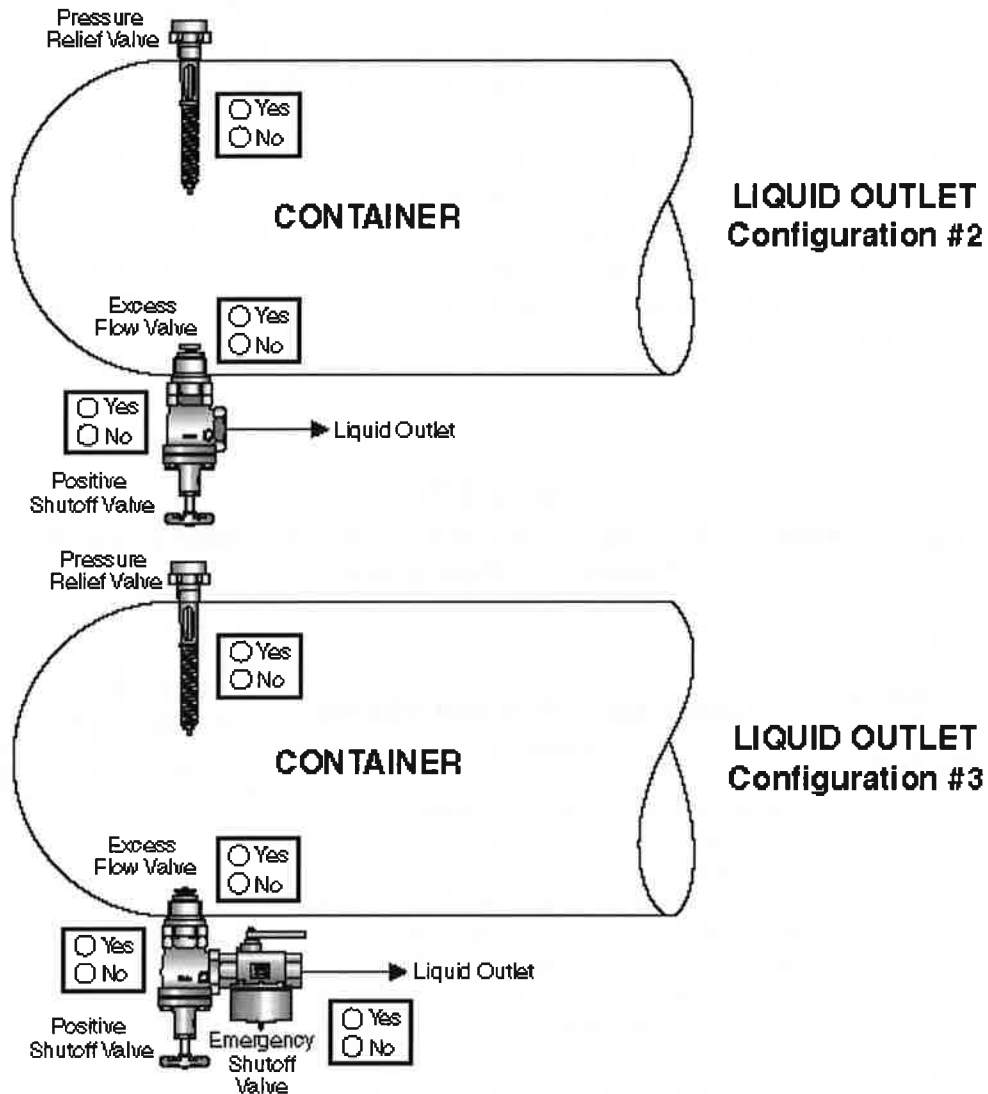 Pressure
Relief Valve
Yes
No
CONTAINER
LIQUID OUTLET
Configuration #2
Excess
Flow Valve
Yes
No
Yes
No
Liquid Outlet
Positive
Shutoff Valve
Pressure
Relief Valve
Yes
No
CONTAINER
LIQUID OUTLET
Configuration #3
Excess
Flow Valve
Yes
No
Yes
No
Liquid Outlet
Positive
Shutoff Valve
Emergency
Shutoff
Valve
Yes
No